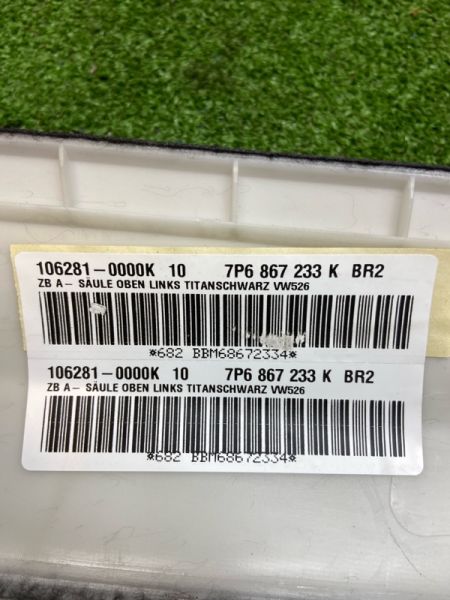 106281-0000K 10 7P6 867 233 K BR2
ZB A- SÄULE OBEN LINKS TITANSCHWARZ VW526
*682 BBM68672334*
106281-0000K 10 7P6 867 233 K BR2
ZB A- SÄULE OBEN LINKS TITANSCHWARZ VW526
*682 BBM68672334*